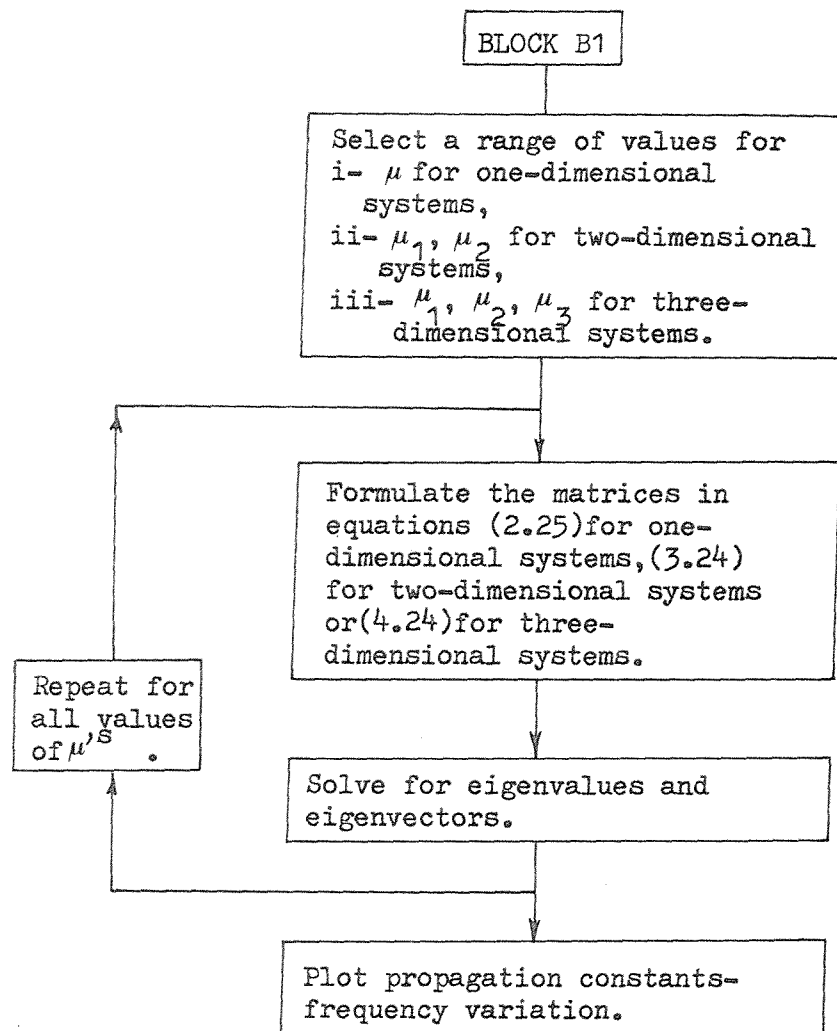 BLOCK B1
Select a range of values for
i- μ for one-dimensional
systems,
ii- μ1, μ2 for two-dimensional
systems,
iii- μ1, μ2, μ3 for three-
dimensional systems.
Formulate the matrices in
equations (2.25)for one-
dimensional systems,(3.24)
for two-dimensional systems
or(4.24)for three-
dimensional systems.
Repeat for
all values
of μ's .
Solve for eigenvalues and
eigenvectors.
Plot propagation constants-
frequency variation.